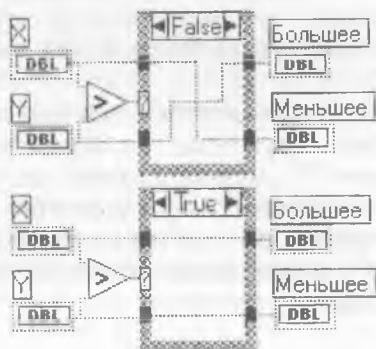 X
False
Большее
DBL
DBL
>
?
Y
Меньшее
DBL
DBL
X
True
Большее
DBL
DBL
>
?
Y
Меньшее
DBL
DBL